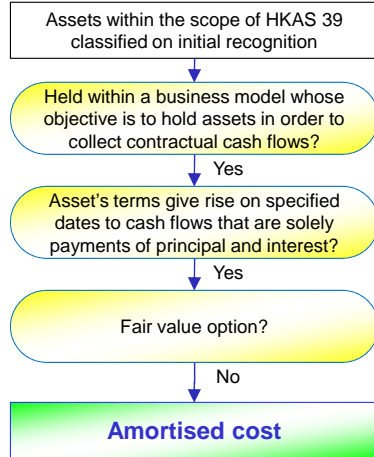 Assets within the scope of HKAS 39
classified on initial recognition
Held within a business model whose
objective is to hold assets in order to
collect contractual cash flows?
Yes
Asset's terms give rise on specified
dates to cash flows that are solely
payments of principal and interest?
Yes
Fair value option?
No
Amortised cost